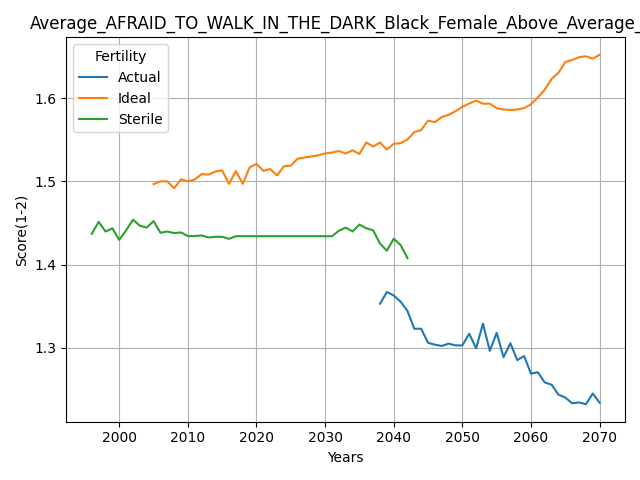 Average_AFRAID_TO_WALK_IN_THE_DARK_Black_Female_Above_Average_
Fertility
Actual
Ideal
Sterile
Score(1-2)
1.6
1.5
1.4
1.3
2000 2010 2020 2030 2040 2050 2060 2070
Years